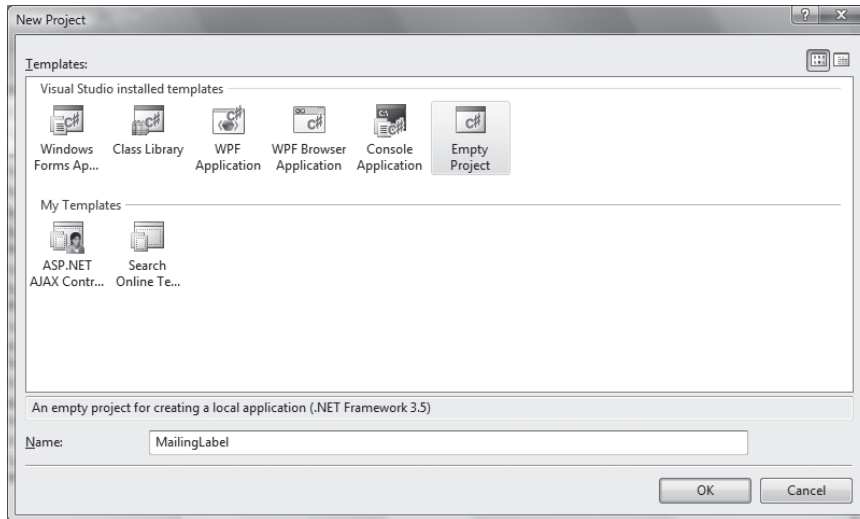 New Project
Templates:
Visual Studio installed templates
Windows Forms Ap...
Class Library
WPF Application
WPF Browser Application
Console Application
Empty Project
My Templates
ASP.NET AJAX Contr...
Search Online Te...
An empty project for creating a local application (.NET Framework 3.5)
Name:
MailingLabel
OK
Cancel